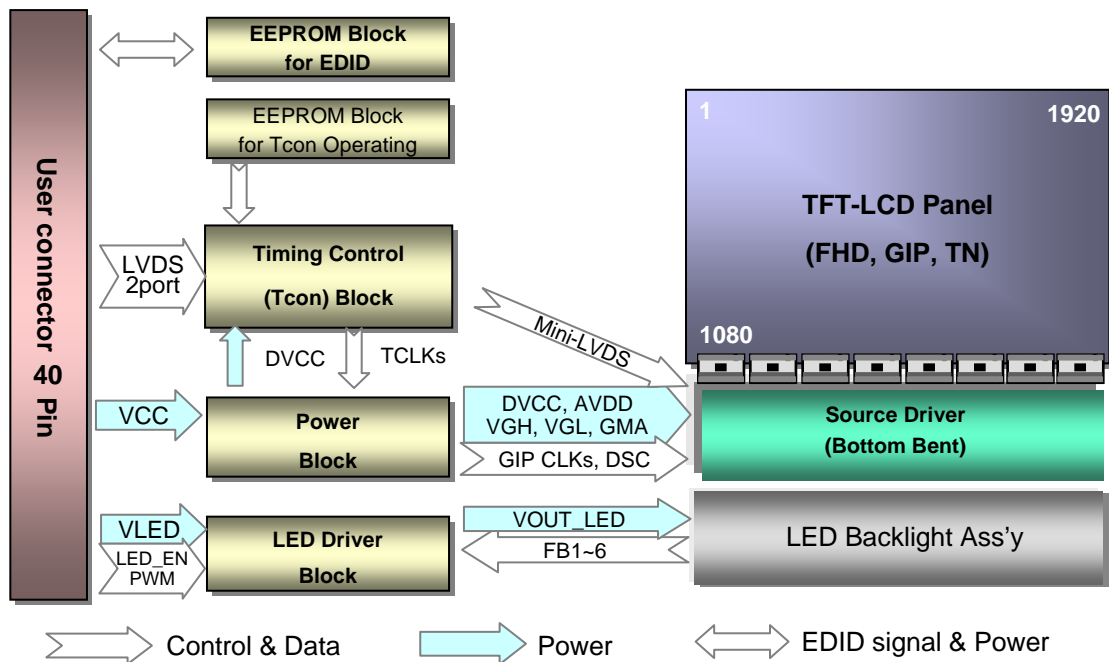 User connector 40 Pin
EEPROM Block
for EDID
EEPROM Block
for Tcon Operating
LVDS
2port
Timing Control
(Tcon) Block
DVCC
TCLKs
Mini-LVDS
VCC
Power
Block
DVCC, AVDD
VGH, VGL, GMA
GIP CLKs, DSC
VLED
LED_EN
PWM
LED Driver
Block
VOUT_LED
FB1~6
1
1920
TFT-LCD Panel
(FHD, GIP, TN)
1080
Source Driver
(Bottom Bent)
LED Backlight Ass'y
Control & Data
Power
EDID signal & Power